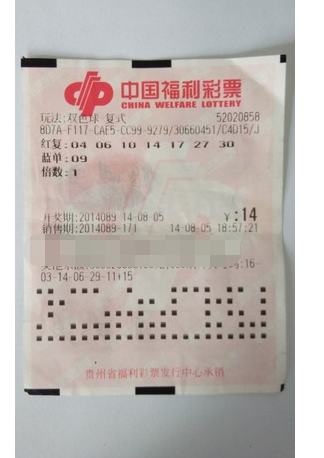 中国福利彩票
CHINA WELFARE LOTTERY
玩法:双色球-复式 52020858
8D7A-F117-CAE5-CC99-9279/30660451/C4D15/J
红复:04 06 10 14 17 27 30
蓝单:09
倍数:1
开奖期:2014089 14-08-05 ¥:14
销售期:2014089-171 14-08-05 18:57:21
:16-
03-14-06-29-11+15
贵州省福利彩票发行中心承销